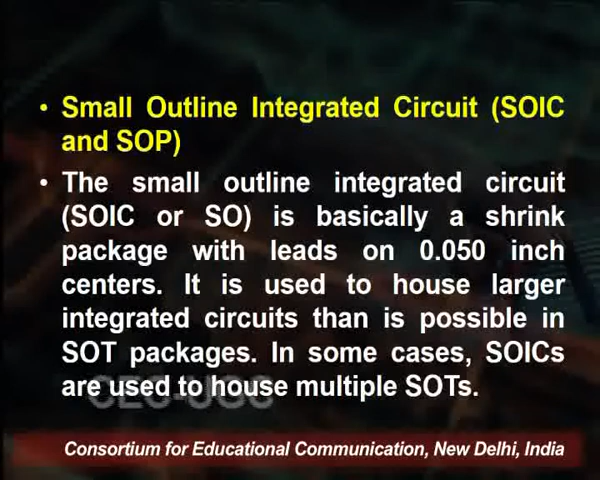 • Small Outline Integrated Circuit (SOIC
and SOP)
• The small outline integrated circuit
(SOIC or SO) is basically a shrink
package with leads on 0.050 inch
centers. It is used to house larger
integrated circuits than is possible in
SOT packages. In some cases, SOICs
are used to house multiple SOTs.
CEC-UGC
Consortium for Educational Communication, New Delhi, India